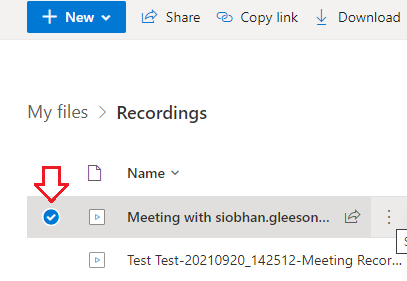 New Share Copy link Download
My files Recordings
Name
Meeting with siobhan.gleeson...
Test Test-20210920_142512-Meeting Recor...